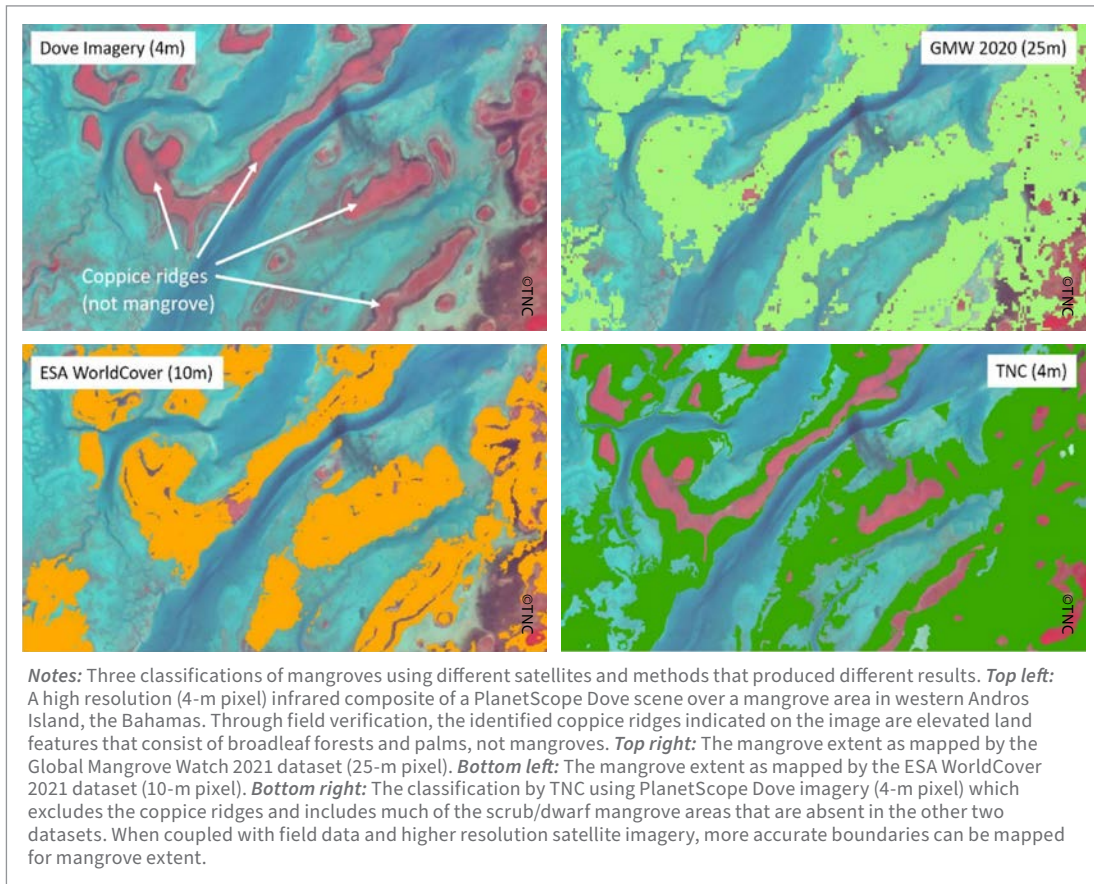 Dove Imagery (4m)
GMW 2020 (25m)
Coppice ridges
(not mangrove)
©TNC
©TNC
ESA WorldCover (10m)
TNC (4m)
©TNC
©TNC
Notes: Three classifications of mangroves using different satellites and methods that produced different results. Top left:
A high resolution (4-m pixel) infrared composite of a PlanetScope Dove scene over a mangrove area in western Andros
Island, the Bahamas. Through field verification, the identified coppice ridges indicated on the image are elevated land
features that consist of broadleaf forests and palms, not mangroves. Top right: The mangrove extent as mapped by the
Global Mangrove Watch 2021 dataset (25-m pixel). Bottom left: The mangrove extent as mapped by the ESA WorldCover
2021 dataset (10-m pixel). Bottom right: The classification by TNC using PlanetScope Dove imagery (4-m pixel) which
excludes the coppice ridges and includes much of the scrub/dwarf mangrove areas that are absent in the other two
datasets. When coupled with field data and higher resolution satellite imagery, more accurate boundaries can be mapped
for mangrove extent.